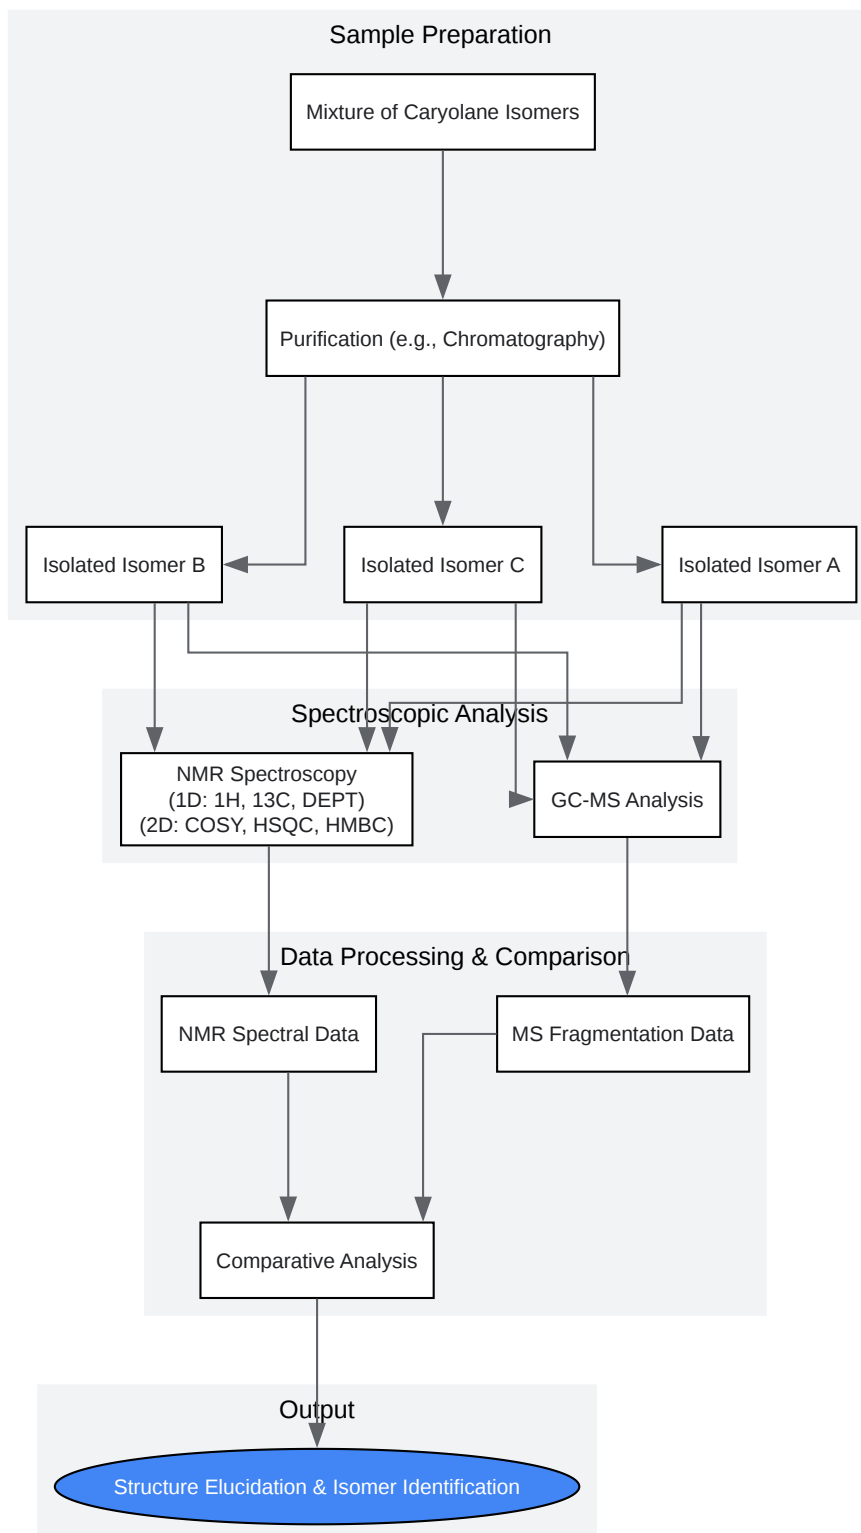 Sample Preparation
Mixture of Caryolane Isomers
Purification (e.g., Chromatography)
Isolated Isomer B
Isolated Isomer C
Isolated Isomer A
Spectroscopic Analysis
NMR Spectroscopy
(1D: 1H, 13C, DEPT)
(2D: COSY, HSQC, HMBC)
GC-MS Analysis
Data Processing & Comparison
NMR Spectral Data
MS Fragmentation Data
Comparative Analysis
Output
Structure Elucidation & Isomer Identification